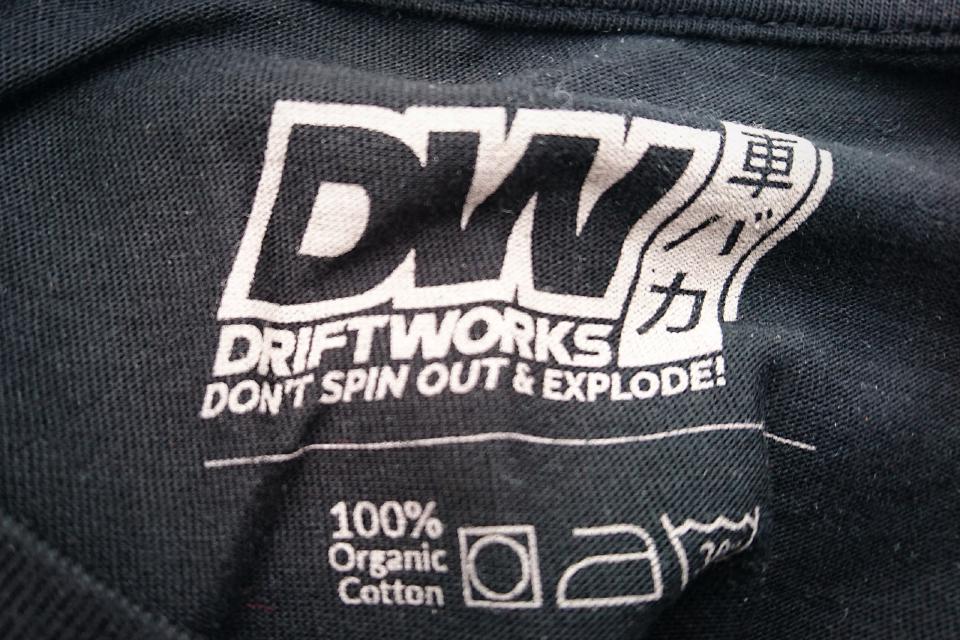 DW
車バカ
DRIFTWORKS
DON'T SPIN OUT & EXPLODE!
100%
Organic
Cotton